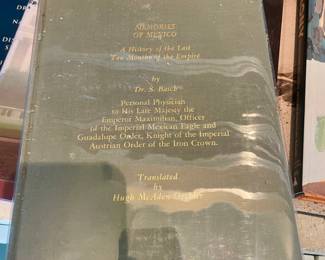 MEMORIES
OF MEXICO
A History of the Last
Ten Months of the Empire
by
Dr. S. Basch
Personal Physician
to His Late Majesty the
Emperor Maximilian, Officer
of the Imperial Mexican Eagle and
Guadalupe Order, Knight of the Imperial
Austrian Order of the Iron Crown.
Translated
by
Hugh McAden